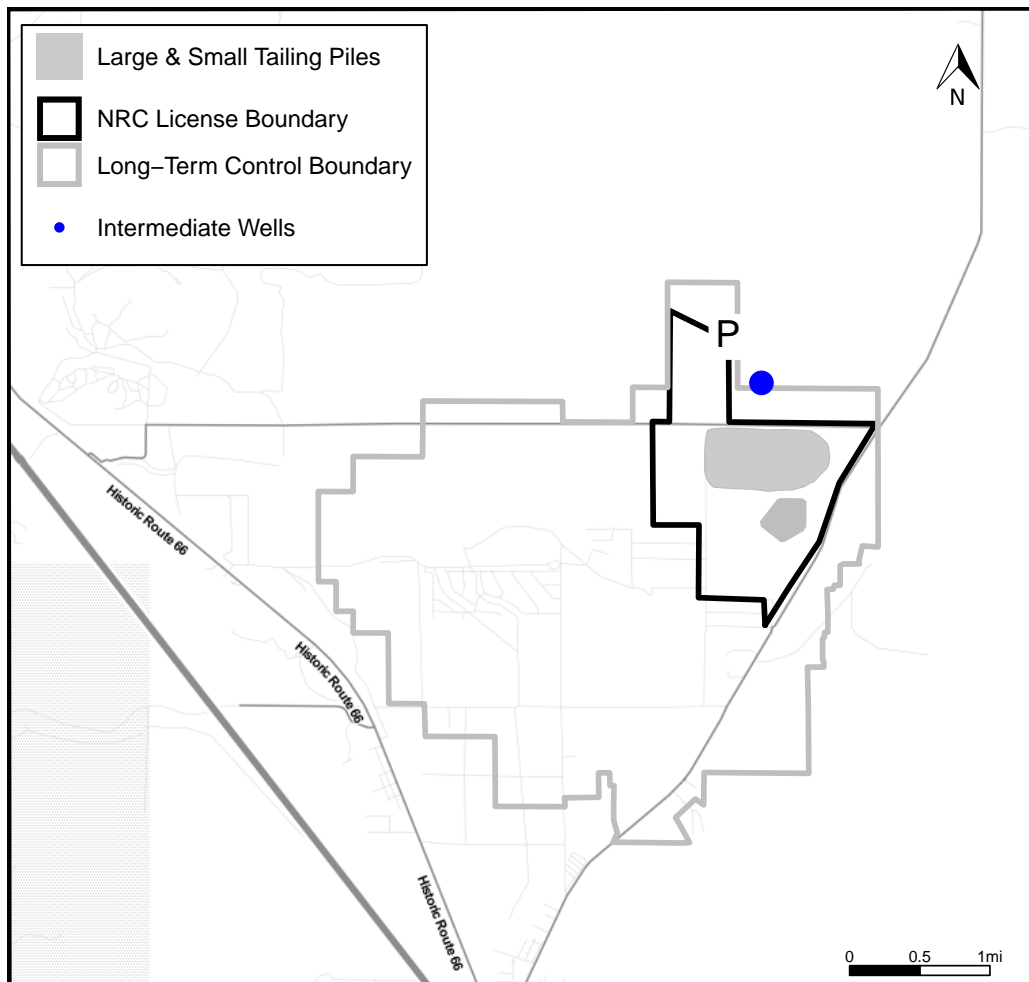 Large & Small Tailing Piles
NRC License Boundary
Long−Term Control Boundary
Intermediate Wells
N
P
Historic Route 66
Historic Route 66
Historic Route 66
0 0.5 1mi